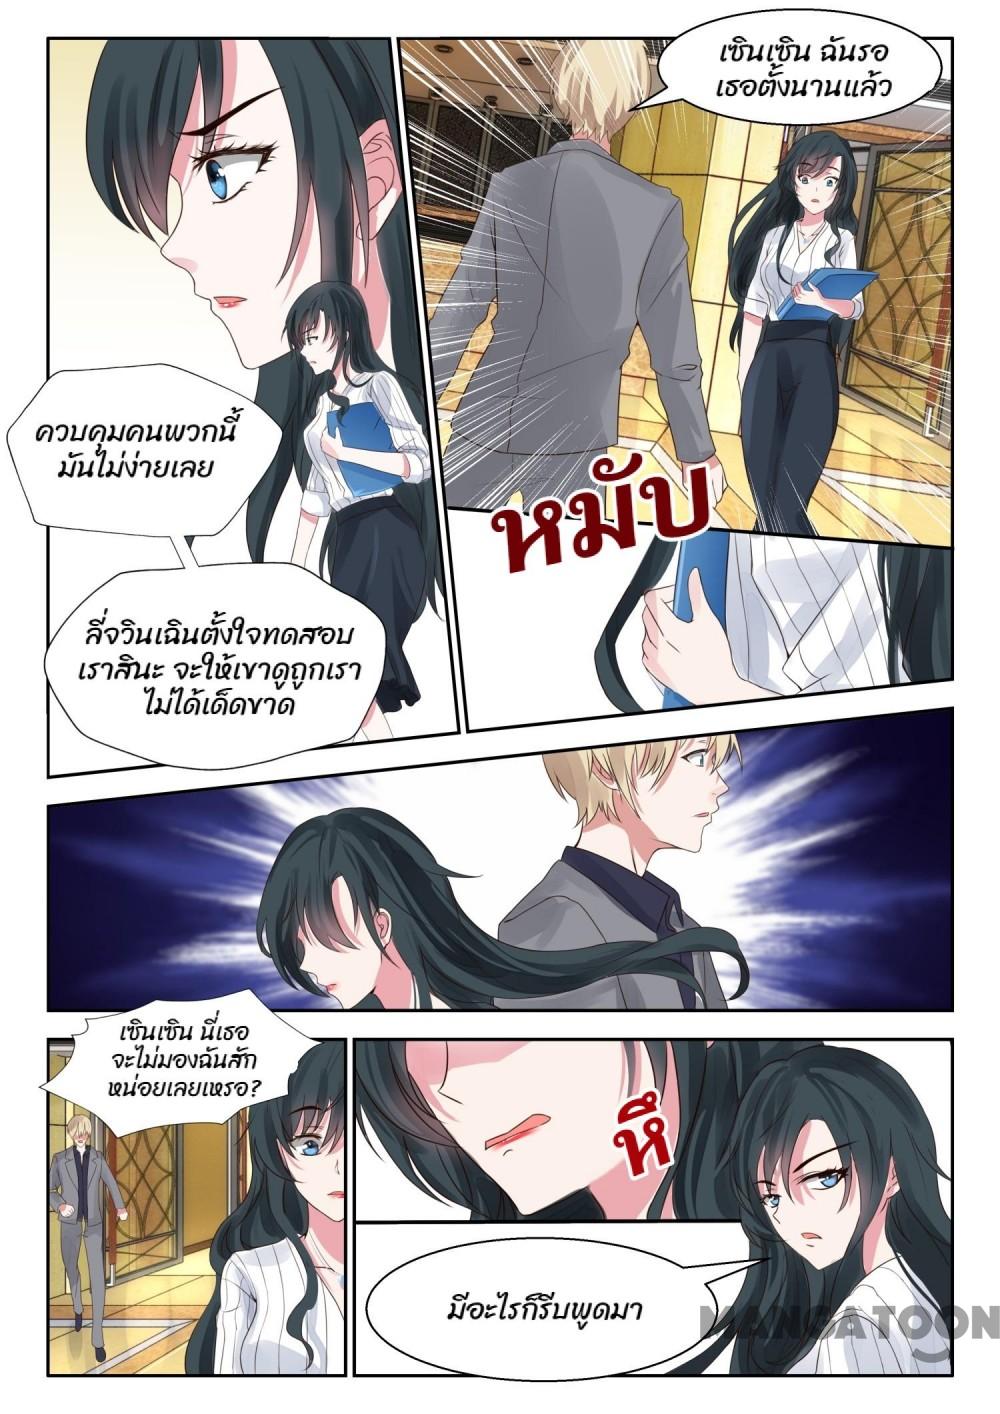 ควบคุมคนพวกนี้
มันไม่ง่ายเลย
ลี่จวินเฉินตั้งใจทดสอบ
เราสินะ จะให้เขาดูถูกเรา
ไม่ได้เด็ดขาด
เซินเซิน ฉันรอ
เธอตั้งนานแล้ว
หมับ
เซินเซิน นี่เธอ
จะไม่มองฉันสัก
หน่อยเลยเหรอ?
หึ
มีอะไรก็รีบพูดมา
MANGATOON